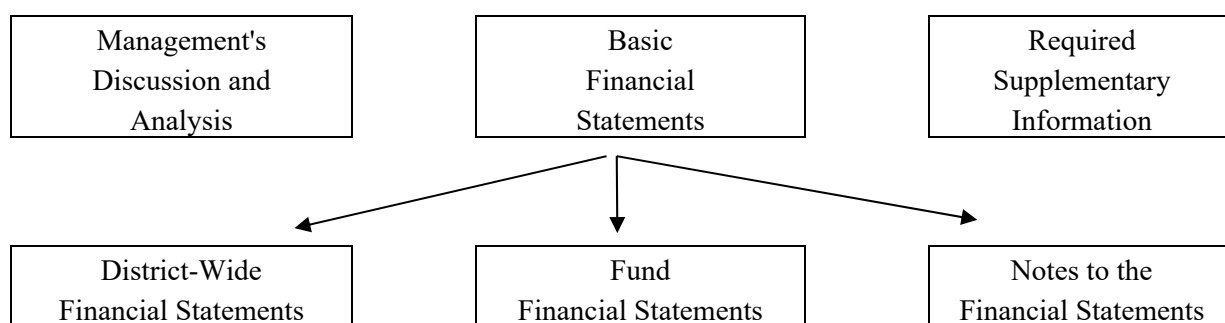 Management's
Discussion and
Analysis
Basic
Financial
Statements
Required
Supplementary
Information
District-Wide
Financial Statements
Fund
Financial Statements
Notes to the
Financial Statements